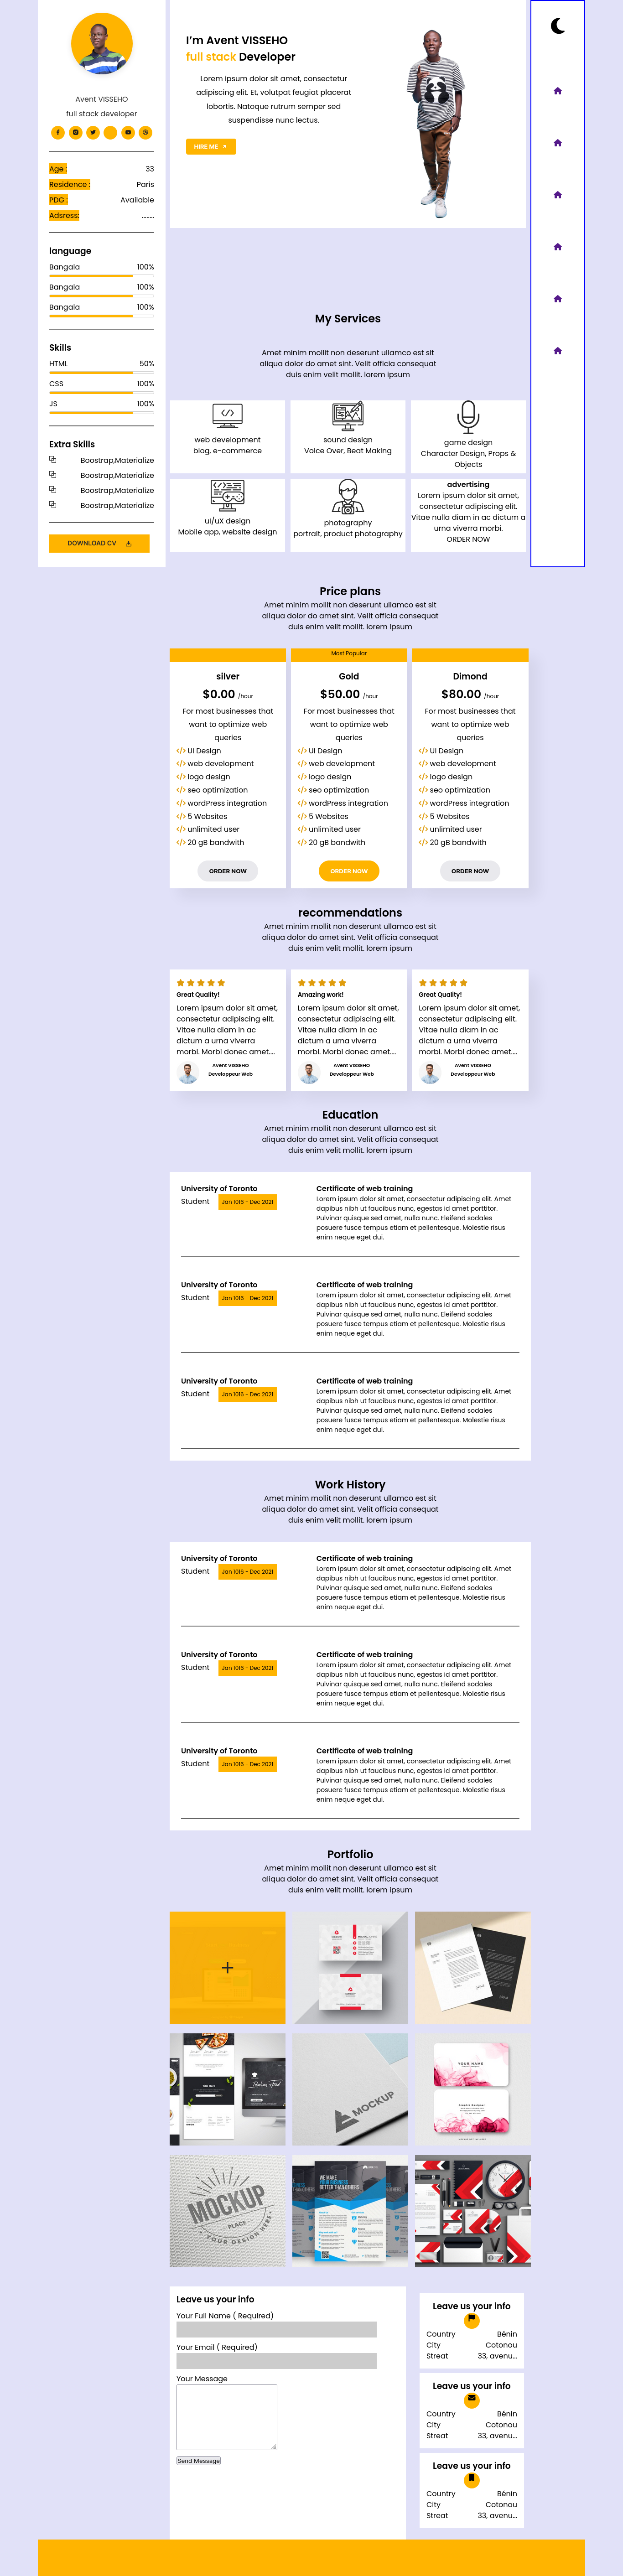 Avent VISSEHO
full stack developer
Age : 33
Residence : Paris
PDG : Available
Adsress: ........
language
Bangala 100%
Bangala 100%
Bangala 100%
Skills
HTML 50%
CSS 100%
JS 100%
Extra Skills
Boostrap,Materialize
Boostrap,Materialize
Boostrap,Materialize
Boostrap,Materialize
DOWNLOAD CV
I'm Avent VISSEHO
full stack Developer
Lorem ipsum dolor sit amet, consectetur
adipiscing elit. Et, volutpat feugiat placerat
lobortis. Natoque rutrum semper sed
suspendisse nunc lectus.
HIRE ME
My Services
Amet minim mollit non deserunt ullamco est sit
aliqua dolor do amet sint. Velit officia consequat
duis enim velit mollit. lorem ipsum
web development
blog, e-commerce
sound design
Voice Over, Beat Making
game design
Character Design, Props &
Objects
ui/uX design
Mobile app, website design
photography
portrait, product photography
advertising
Lorem ipsum dolor sit amet,
consectetur adipiscing elit.
Vitae nulla diam in ac dictum a
urna viverra morbi.
ORDER NOW
Price plans
Amet minim mollit non deserunt ullamco est sit
aliqua dolor do amet sint. Velit officia consequat
duis enim velit mollit. lorem ipsum
silver
$0.00 /hour
For most businesses that
want to optimize web
queries
UI Design
web development
logo design
seo optimization
wordPress integration
5 Websites
unlimited user
20 gB bandwith
ORDER NOW
Most Popular
Gold
$50.00 /hour
For most businesses that
want to optimize web
queries
UI Design
web development
logo design
seo optimization
wordPress integration
5 Websites
unlimited user
20 gB bandwith
ORDER NOW
Dimond
$80.00 /hour
For most businesses that
want to optimize web
queries
UI Design
web development
logo design
seo optimization
wordPress integration
5 Websites
unlimited user
20 gB bandwith
ORDER NOW
recommendations
Amet minim mollit non deserunt ullamco est sit
aliqua dolor do amet sint. Velit officia consequat
duis enim velit mollit. lorem ipsum
Great Quality!
Lorem ipsum dolor sit amet,
consectetur adipiscing elit.
Vitae nulla diam in ac
dictum a urna viverra
morbi. Morbi donec amet....
Avent VISSEHO
Developpeur Web
Amazing work!
Lorem ipsum dolor sit amet,
consectetur adipiscing elit.
Vitae nulla diam in ac
dictum a urna viverra
morbi. Morbi donec amet....
Avent VISSEHO
Developpeur Web
Great Quality!
Lorem ipsum dolor sit amet,
consectetur adipiscing elit.
Vitae nulla diam in ac
dictum a urna viverra
morbi. Morbi donec amet....
Avent VISSEHO
Developpeur Web
Education
Amet minim mollit non deserunt ullamco est sit
aliqua dolor do amet sint. Velit officia consequat
duis enim velit mollit. lorem ipsum
University of Toronto
Student Jan 1016 - Dec 2021
Certificate of web training
Lorem ipsum dolor sit amet, consectetur adipiscing elit. Amet
dapibus nibh ut faucibus nunc, egestas id amet porttitor.
Pulvinar quisque sed amet, nulla nunc. Eleifend sodales
posuere fusce tempus etiam et pellentesque. Molestie risus
enim neque eget dui.
University of Toronto
Student Jan 1016 - Dec 2021
Certificate of web training
Lorem ipsum dolor sit amet, consectetur adipiscing elit. Amet
dapibus nibh ut faucibus nunc, egestas id amet porttitor.
Pulvinar quisque sed amet, nulla nunc. Eleifend sodales
posuere fusce tempus etiam et pellentesque. Molestie risus
enim neque eget dui.
University of Toronto
Student Jan 1016 - Dec 2021
Certificate of web training
Lorem ipsum dolor sit amet, consectetur adipiscing elit. Amet
dapibus nibh ut faucibus nunc, egestas id amet porttitor.
Pulvinar quisque sed amet, nulla nunc. Eleifend sodales
posuere fusce tempus etiam et pellentesque. Molestie risus
enim neque eget dui.
Work History
Amet minim mollit non deserunt ullamco est sit
aliqua dolor do amet sint. Velit officia consequat
duis enim velit mollit. lorem ipsum
University of Toronto
Student Jan 1016 - Dec 2021
Certificate of web training
Lorem ipsum dolor sit amet, consectetur adipiscing elit. Amet
dapibus nibh ut faucibus nunc, egestas id amet porttitor.
Pulvinar quisque sed amet, nulla nunc. Eleifend sodales
posuere fusce tempus etiam et pellentesque. Molestie risus
enim neque eget dui.
University of Toronto
Student Jan 1016 - Dec 2021
Certificate of web training
Lorem ipsum dolor sit amet, consectetur adipiscing elit. Amet
dapibus nibh ut faucibus nunc, egestas id amet porttitor.
Pulvinar quisque sed amet, nulla nunc. Eleifend sodales
posuere fusce tempus etiam et pellentesque. Molestie risus
enim neque eget dui.
University of Toronto
Student Jan 1016 - Dec 2021
Certificate of web training
Lorem ipsum dolor sit amet, consectetur adipiscing elit. Amet
dapibus nibh ut faucibus nunc, egestas id amet porttitor.
Pulvinar quisque sed amet, nulla nunc. Eleifend sodales
posuere fusce tempus etiam et pellentesque. Molestie risus
enim neque eget dui.
Portfolio
Amet minim mollit non deserunt ullamco est sit
aliqua dolor do amet sint. Velit officia consequat
duis enim velit mollit. lorem ipsum
Italian Food
MOCKUP
YOUR NAME
Graphic Designer
MOCKUP
PLACE
YOUR DESIGN HERE
WE MAKE
YOUR BUSINESS
BETTER THAN OTHERS
Leave us your info
Your Full Name ( Required)
Your Email ( Required)
Your Message
Send Message
Leave us your info
Country Bénin
City Cotonou
Streat 33, avenu...
Leave us your info
Country Bénin
City Cotonou
Streat 33, avenu...
Leave us your info
Country Bénin
City Cotonou
Streat 33, avenu...